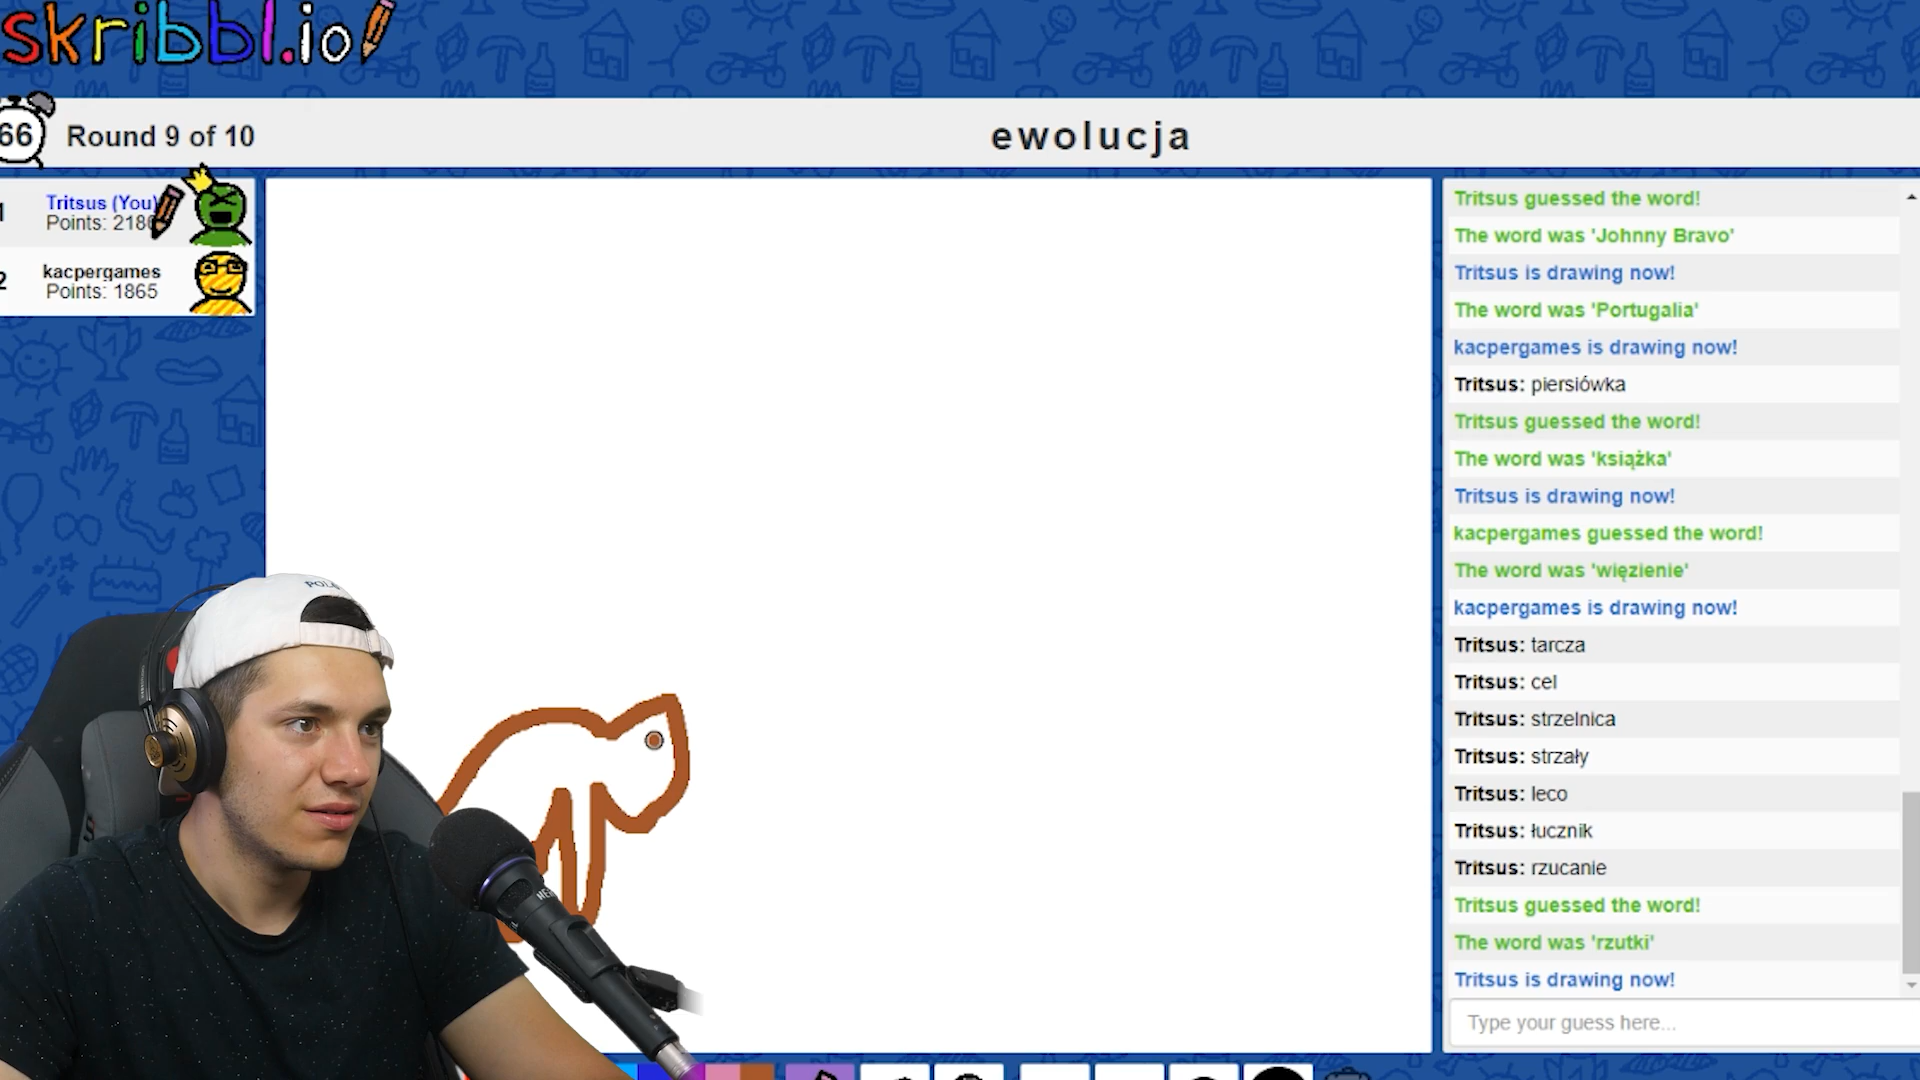 skribbl.io
66
Round 9 of 10
ewolucja
1
Tritsus (You)
Points: 2186
2
kacpergames
Points: 1865
Tritsus guessed the word!
The word was 'Johnny Bravo'
Tritsus is drawing now!
The word was 'Portugalia'
kacpergames is drawing now!
Tritsus: piersiówka
Tritsus guessed the word!
The word was 'książka'
Tritsus is drawing now!
kacpergames guessed the word!
The word was 'więzienie'
kacpergames is drawing now!
Tritsus: tarcza
Tritsus: cel
Tritsus: strzelnica
Tritsus: strzały
Tritsus: leco
Tritsus: łucznik
Tritsus: rzucanie
Tritsus guessed the word!
The word was 'rzutki'
Tritsus is drawing now!
Type your guess here...